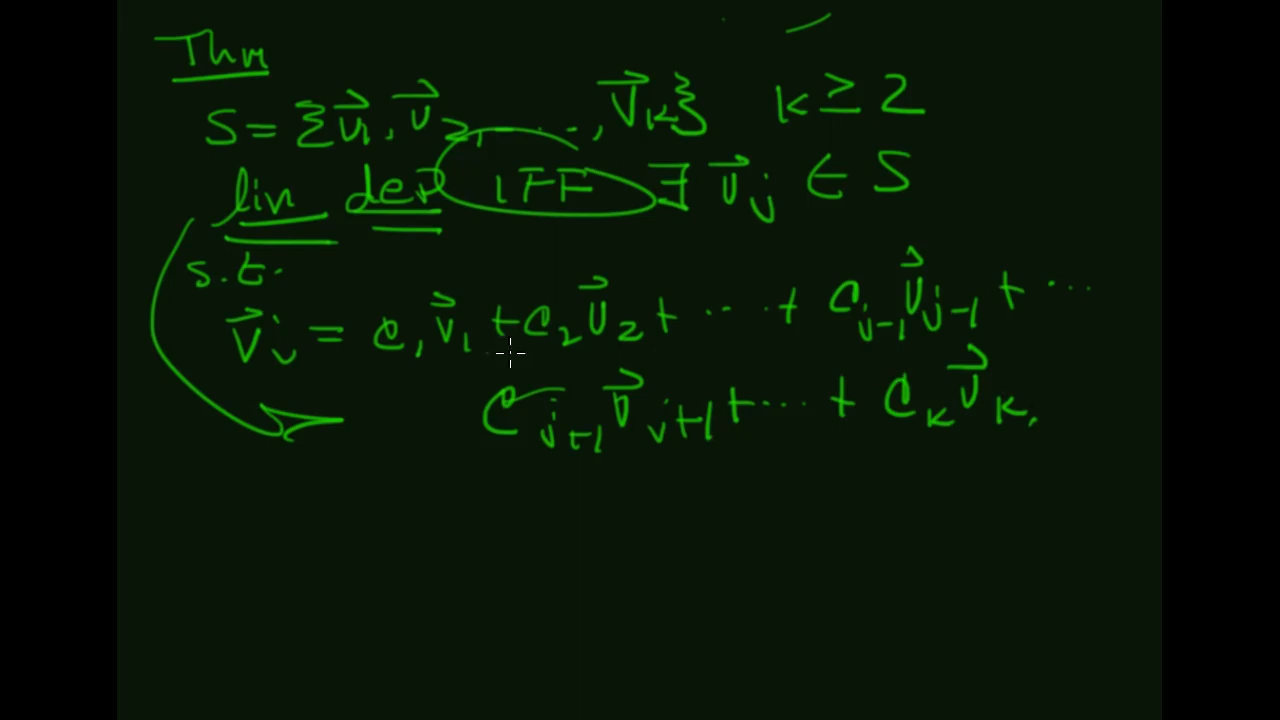 Thm
S = {v⃗1, v⃗2, ..., v⃗k} k ≥ 2
lin dep IFF ∃ v⃗j ∈ S
s.t.
v⃗j = c1v⃗1 + c2v⃗2 + ... + cj-1v⃗j-1 + ...
cj+1v⃗j+1 + ... + ckv⃗k.